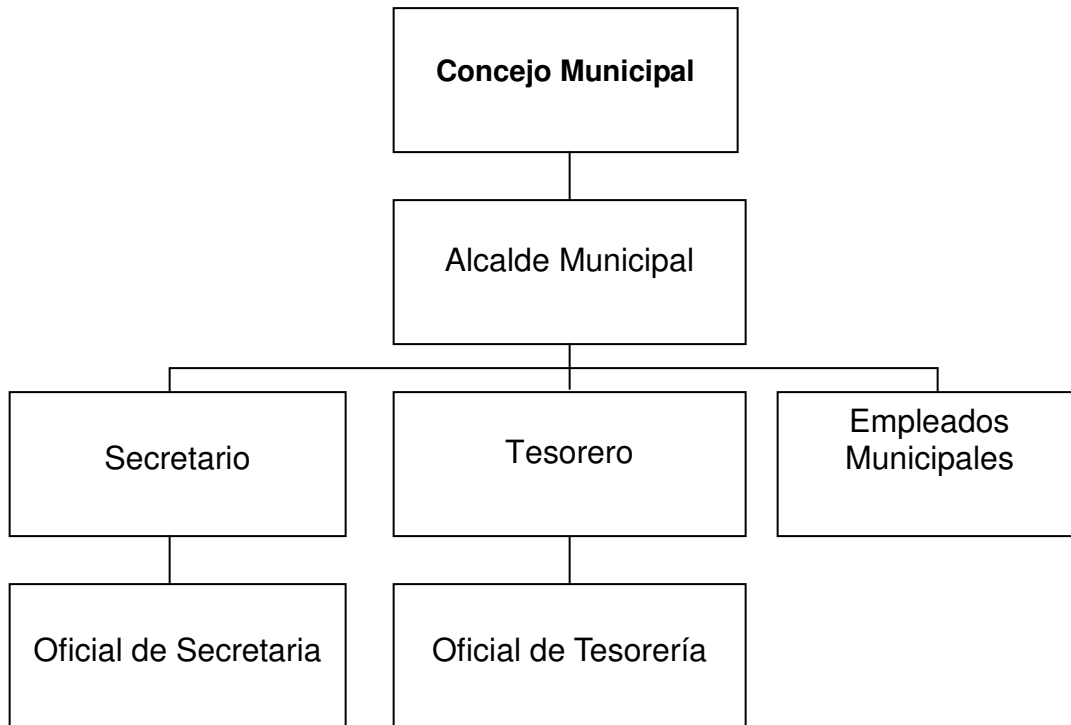 Concejo Municipal
Alcalde Municipal
Secretario
Tesorero
Empleados
Municipales
Oficial de Secretaria
Oficial de Tesorería